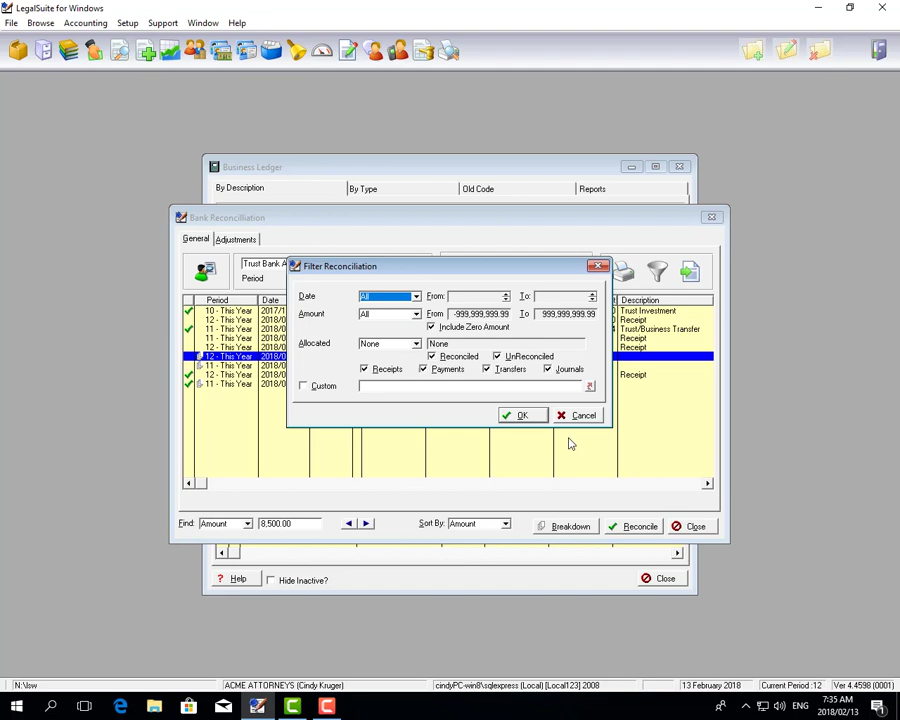 LegalSuite for Windows
File Browse Accounting Setup Support Window Help
Business Ledger
By Description By Type Old Code Reports
Bank Reconcilliation
General Adjustments
Trust Bank A
Period
Filter Reconciliation
Date All From: To:
Amount All From -999,999,999.99 To 999,999,999.99
Include Zero Amount
Allocated None None
Reconciled UnReconciled
Receipts Payments Transfers Journals
Custom
OK Cancel
Period Date Description
10 - This Year 2017/1 Trust Investment
12 - This Year 2018/0 Receipt
11 - This Year 2018/0 Trust/Business Transfer
11 - This Year 2018/0 Receipt
12 - This Year 2018/0 Receipt
12 - This Year 2018/0
11 - This Year 2018/0
12 - This Year 2018/0 Receipt
11 - This Year 2018/0
Find: Amount 8,500.00 Sort By: Amount Breakdown Reconcile Close
Help Hide Inactive? Close
N:\lsw ACME ATTORNEYS (Cindy Kruger) cindyPC-win8\sqlexpress (Local) [Local123] 2008 13 February 2018 Current Period :12 Ver 4.4598 (0001)
ENG 7:35 AM
2018/02/13